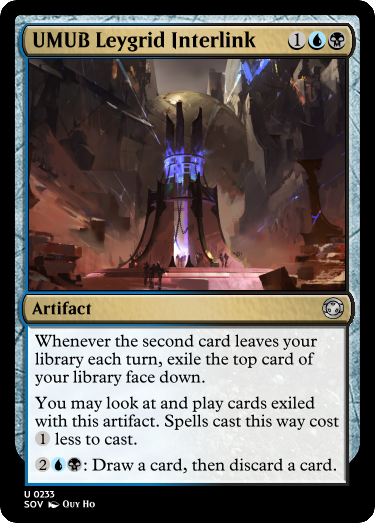 UMUB Leygrid Interlink 1
Artifact
Whenever the second card leaves your
library each turn, exile the top card of
your library face down.
You may look at and play cards exiled
with this artifact. Spells cast this way cost
1 less to cast.
2: Draw a card, then discard a card.
U 0233
SOV Quy Ho